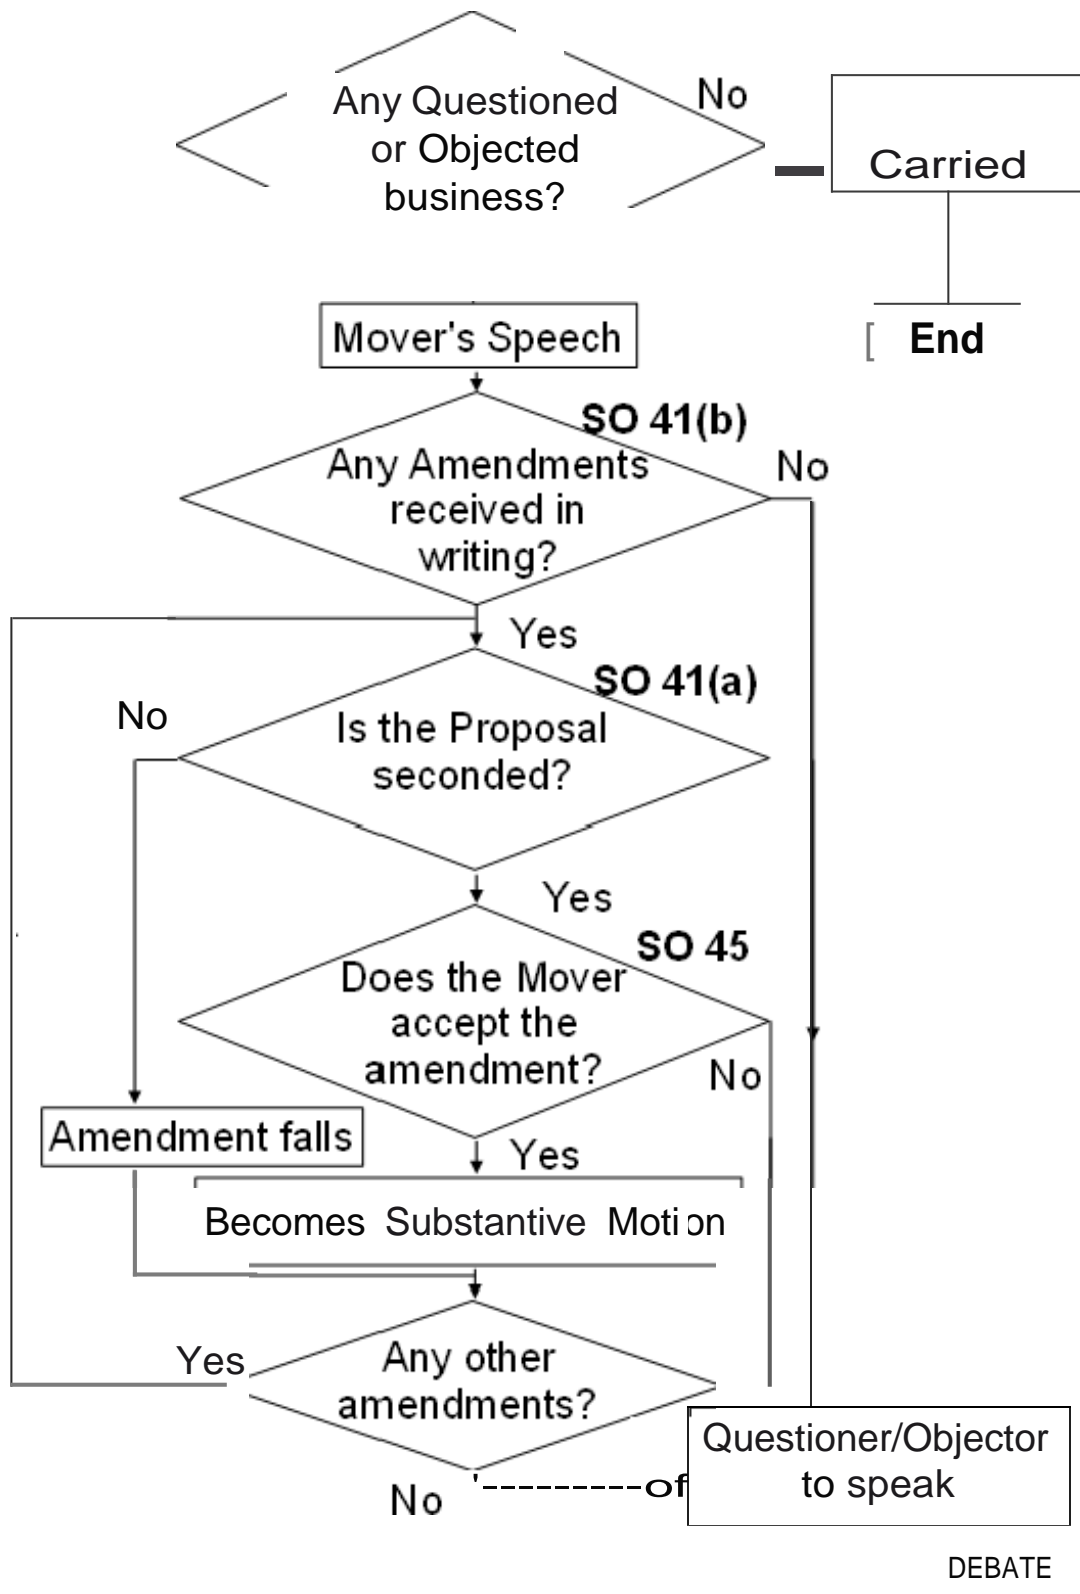 Any Questioned
or Objected
business?
No
Carried
End
Mover's Speech
SO 41(b)
Any Amendments
received in
writing?
No
Yes
SO 41(a)
No
Is the Proposal
seconded?
Yes
SO 45
Does the Mover
accept the
amendment?
No
Amendment falls
Yes
Becomes Substantive Motion
Yes
Any other
amendments?
Questioner/Objector
to speak
No
of
DEBATE